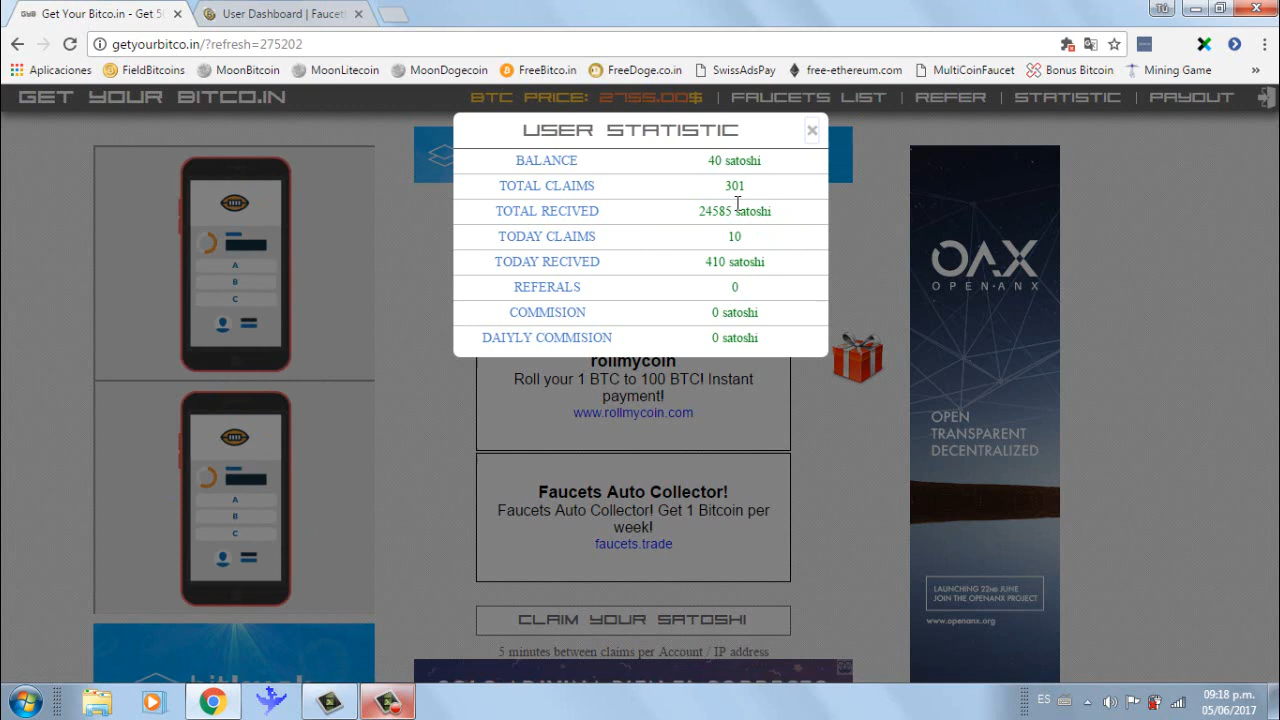 Get Your Bitco.in - Get 5
User Dashboard | Faucet
Tú
getyourbitco.in/?refresh=275202
Aplicaciones
FieldBitcoins
MoonBitcoin
MoonLitecoin
MoonDogecoin
FreeBitco.in
FreeDoge.co.in
SwissAdsPay
free-ethereum.com
MultiCoinFaucet
Bonus Bitcoin
Mining Game
»
GET YOUR BITCO.IN
BTC PRICE: 2755.00$ | FAUCETS LIST | REFER | STATISTIC | PAYOUT
USER STATISTIC ×
BALANCE 40 satoshi
TOTAL CLAIMS 301
TOTAL RECIVED 24585 satoshi
TODAY CLAIMS 10
TODAY RECIVED 410 satoshi
REFERALS 0
COMMISION 0 satoshi
DAIYLY COMMISION 0 satoshi
A
B
C
A
B
C
rollmycoin
Roll your 1 BTC to 100 BTC! Instant
payment!
www.rollmycoin.com
Faucets Auto Collector!
Faucets Auto Collector! Get 1 Bitcoin per
week!
faucets.trade
CLAIM YOUR SATOSHI
5 minutes between claims per Account / IP address
OAX
OPENANX
OPEN
TRANSPARENT
DECENTRALIZED
LAUNCHING 22ND JUNE
JOIN THE OPENANX PROJECT
www.openanx.org
ES
09:18 p.m.
05/06/2017